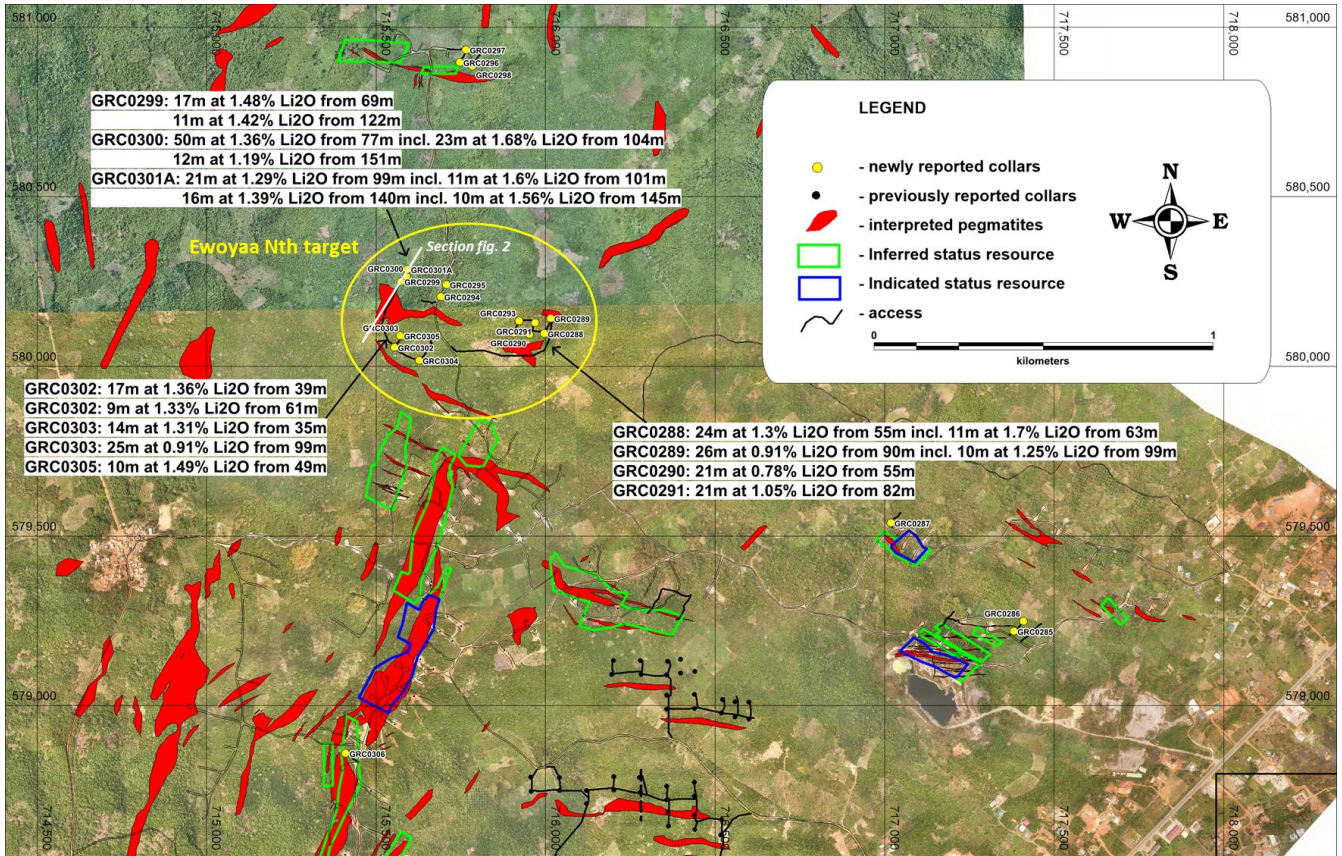 581,000
715,500
716,000
716,500
717,500
718,000
581,000
GRC0297
GRC0296
GRC0298
GRC0299: 17m at 1.48% Li2O from 69m
11m at 1.42% Li2O from 122m
GRC0300: 50m at 1.36% Li2O from 77m incl. 23m at 1.68% Li2O from 104m
12m at 1.19% Li2O from 151m
GRC0301A: 21m at 1.29% Li2O from 99m incl. 11m at 1.6% Li2O from 101m
16m at 1.39% Li2O from 140m incl. 10m at 1.56% Li2O from 145m
LEGEND
- newly reported collars
- previously reported collars
- interpreted pegmatites
- Inferred status resource
- Indicated status resource
- access
0
1
kilometers
N
W
E
S
580,500
580,500
Ewoyaa Nth target
Section fig. 2
GRC0300
GRC0301A
GRC0299
GRC0295
GRC0294
GRC0293
GRC0289
GRC0291
GRC0288
GRC0290
GRC0303
GRC0305
GRC0302
GRC0304
580,000
580,000
GRC0302: 17m at 1.36% Li2O from 39m
GRC0302: 9m at 1.33% Li2O from 61m
GRC0303: 14m at 1.31% Li2O from 35m
GRC0303: 25m at 0.91% Li2O from 99m
GRC0305: 10m at 1.49% Li2O from 49m
GRC0288: 24m at 1.3% Li2O from 55m incl. 11m at 1.7% Li2O from 63m
GRC0289: 26m at 0.91% Li2O from 90m incl. 10m at 1.25% Li2O from 99m
GRC0290: 21m at 0.78% Li2O from 55m
GRC0291: 21m at 1.05% Li2O from 82m
579,500
579,500
GRC0287
GRC0286
GRC0285
579,000
579,000
GRC0306
714,500
715,000
715,500
716,000
716,500
717,000
717,500
718,000